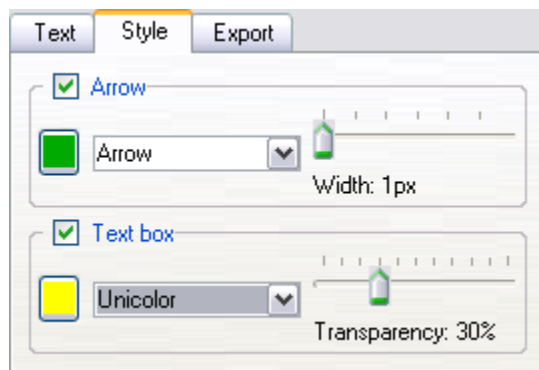 Text Style Export
Arrow
Arrow
Width: 1px
Text box
Unicolor
Transparency: 30%